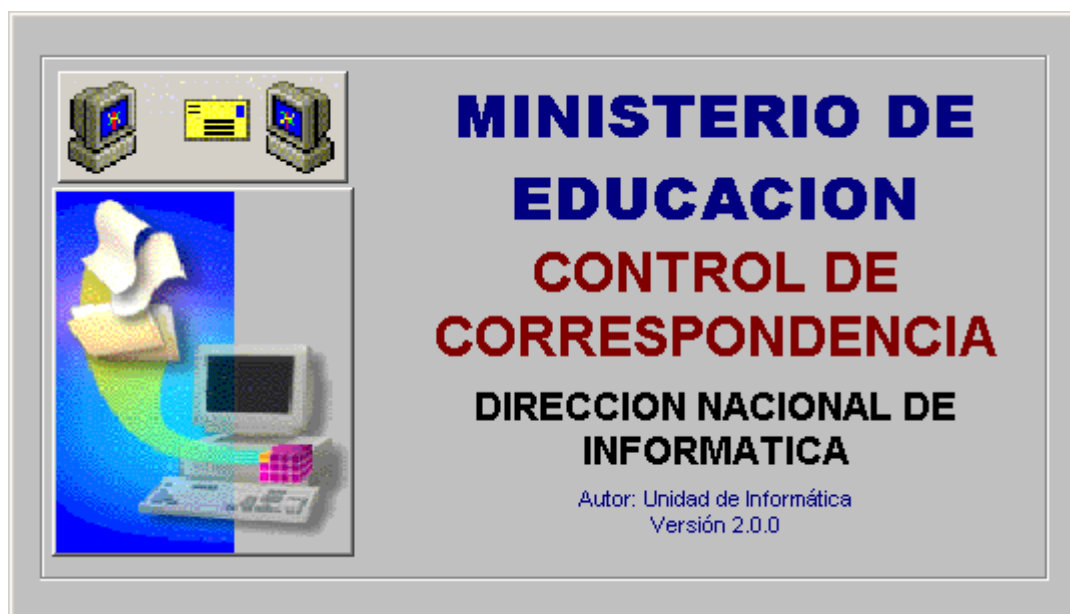 MINISTERIO DE
EDUCACION
CONTROL DE
CORRESPONDENCIA
DIRECCION NACIONAL DE
INFORMATICA
Autor: Unidad de Informática
Versión 2.0.0